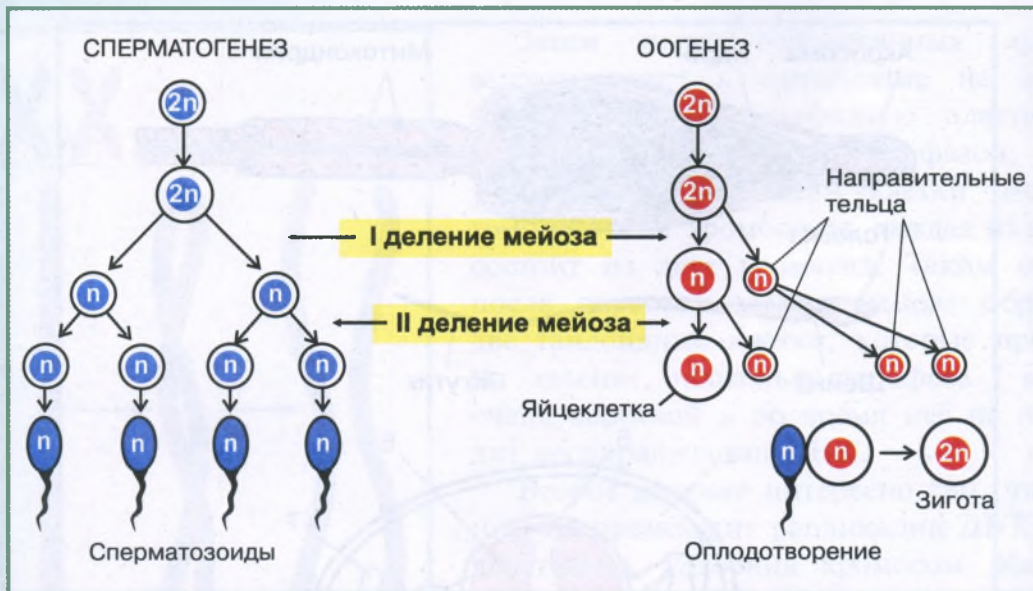 СПЕРМАТОГЕНЕЗ
2n
2n
n
n
n
n
n
n
n
n
n
n
Сперматозоиды
I деление мейоза
II деление мейоза
ООГЕНЕЗ
2n
2n
n
n
n
n
n
n
Направительные
тельца
Яйцеклетка
n
n
2n
Зигота
Оплодотворение